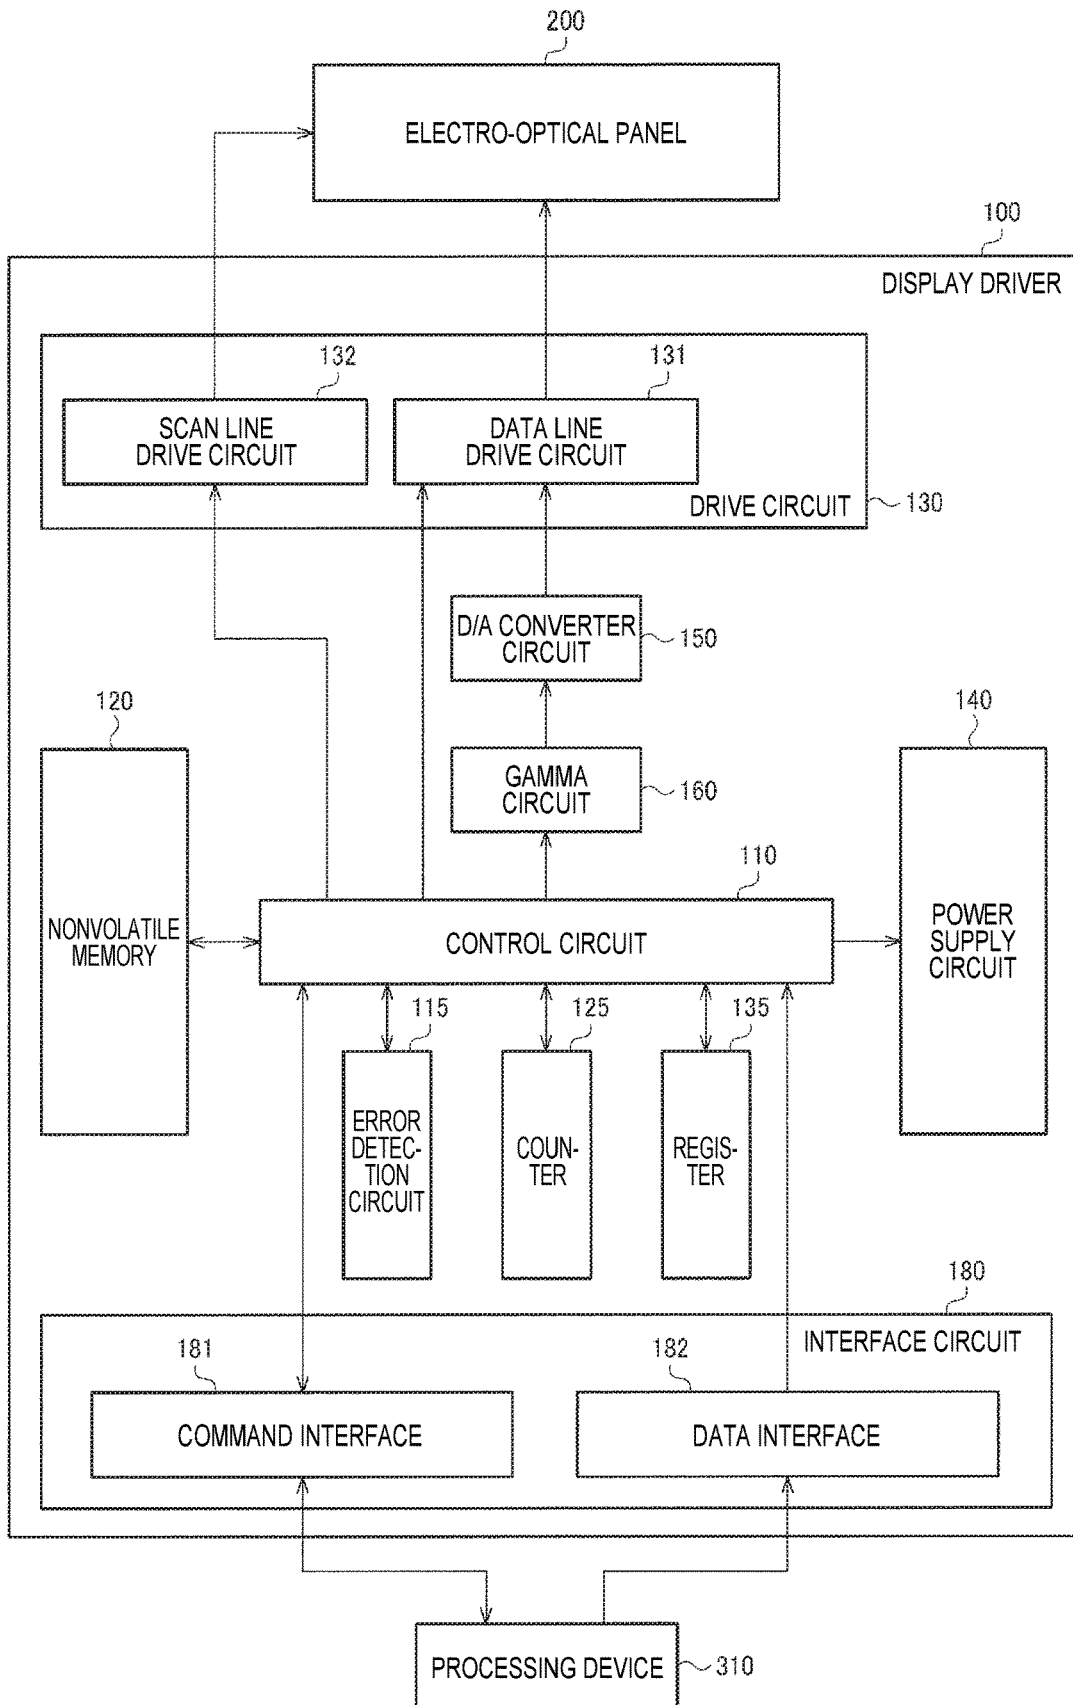 200
ELECTRO-OPTICAL PANEL
100
DISPLAY DRIVER
132
131
SCAN LINE
DRIVE CIRCUIT
DATA LINE
DRIVE CIRCUIT
DRIVE CIRCUIT
130
D/A CONVERTER
CIRCUIT
150
120
140
GAMMA
CIRCUIT
160
110
NONVOLATILE
MEMORY
CONTROL CIRCUIT
POWER
SUPPLY
CIRCUIT
115
125
135
ERROR
DETEC-
TION
CIRCUIT
COUN-
TER
REGIS-
TER
180
INTERFACE CIRCUIT
181
182
COMMAND INTERFACE
DATA INTERFACE
PROCESSING DEVICE
310